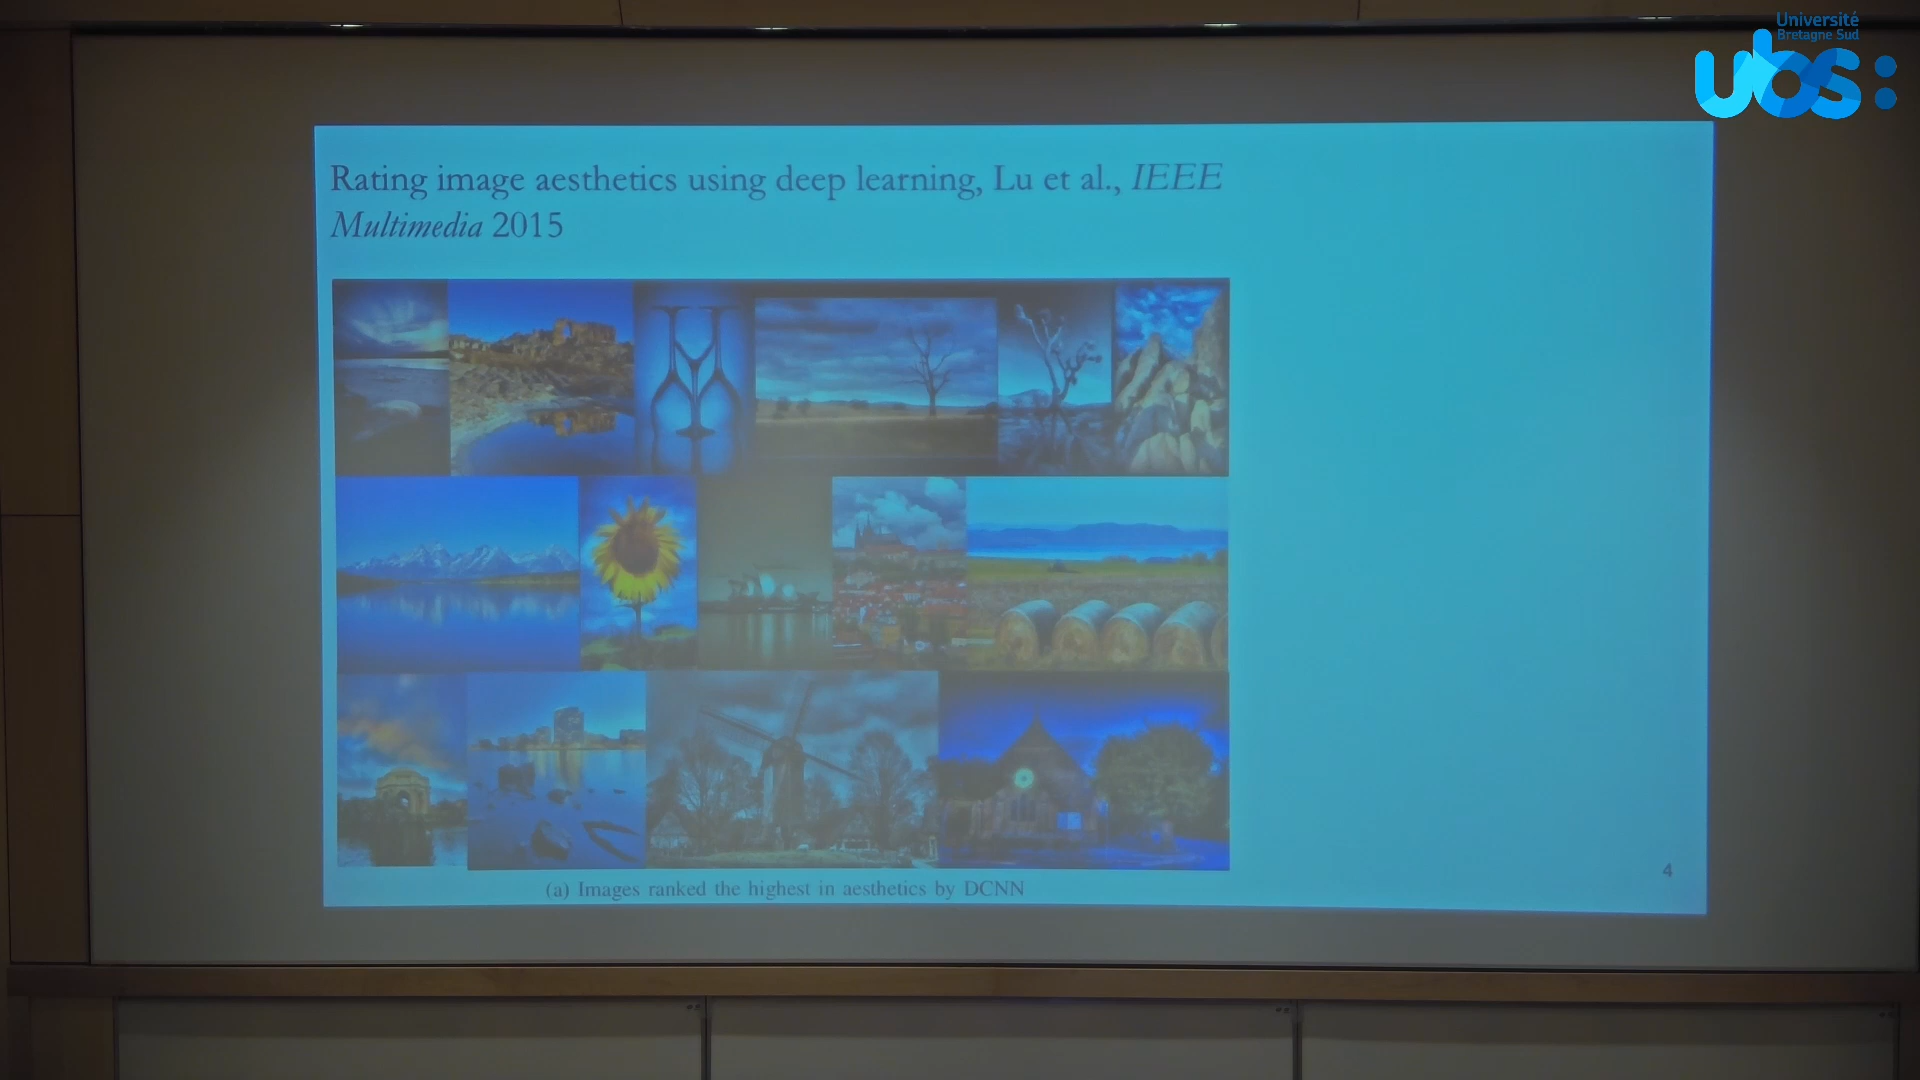 Université
Bretagne Sud
ubs:
Rating image aesthetics using deep learning, Lu et al., IEEE
Multimedia 2015
(a) Images ranked the highest in aesthetics by DCNN
4